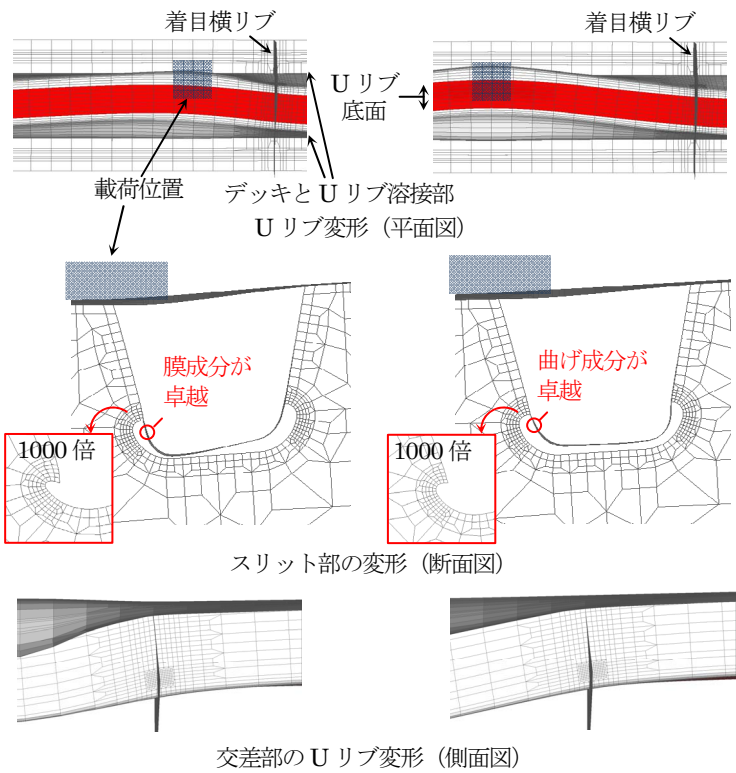 着目横リブ
着目横リブ
U リブ
底面
載荷位置
デッキと U リブ溶接部
U リブ変形（平面図）
膜成分が
卓越
曲げ成分が
卓越
1000 倍
1000 倍
スリット部の変形（断面図）
交差部の U リブ変形（側面図）